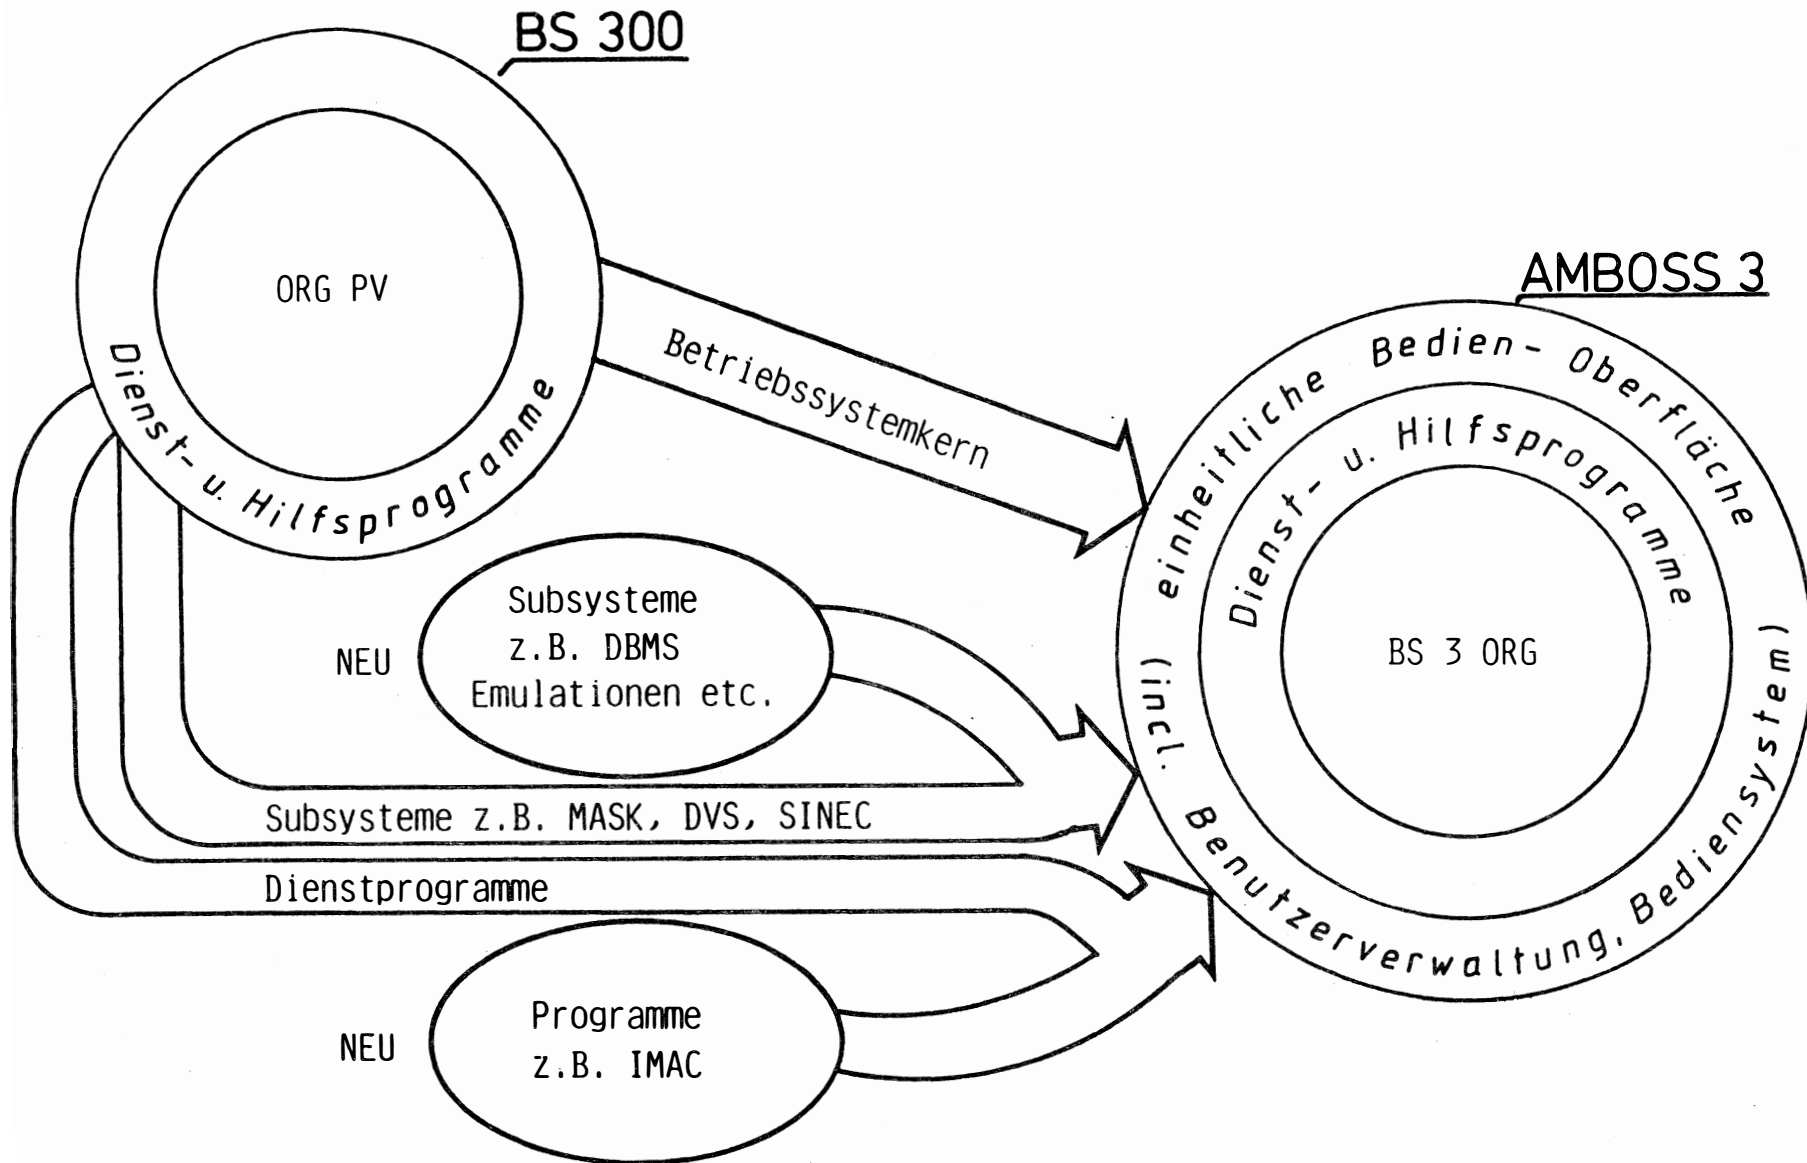 BS 300
ORG PV
Dienst- u. Hilfsprogramme
Betriebssystemkern
AMBOSS 3
einheitliche Bedien- Oberfläche
(incl. Benutzerverwaltung, Bediensystem)
Dienst- u. Hilfsprogramme
BS 3 ORG
NEU
Subsysteme
z.B. DBMS
Emulationen etc.
Subsysteme z.B. MASK, DVS, SINEC
Dienstprogramme
NEU
Programme
z.B. IMAC